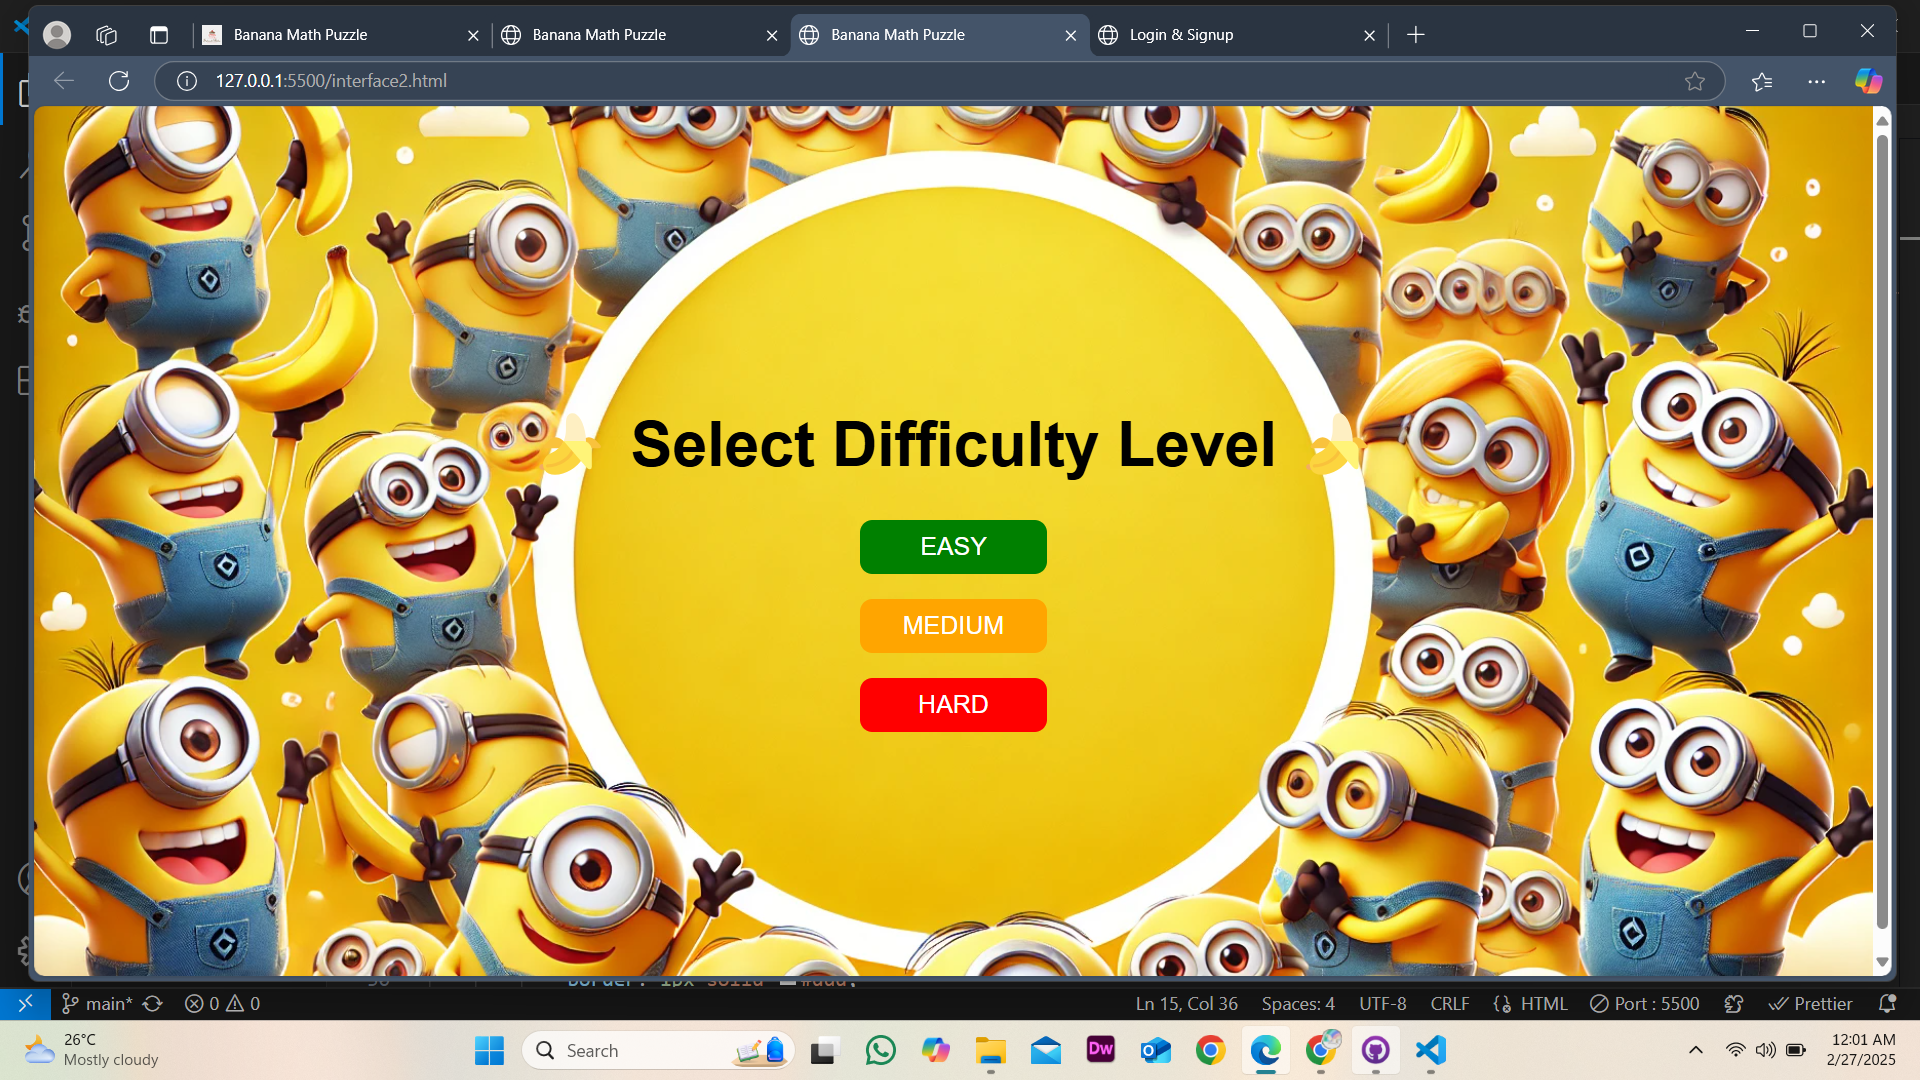 Banana Math Puzzle
Banana Math Puzzle
Banana Math Puzzle
Login & Signup
127.0.0.1:5500/interface2.html
Select Difficulty Level
EASY
MEDIUM
HARD
main*
0
0
Ln 15, Col 36
Spaces: 4
UTF-8
CRLF
HTML
Port : 5500
Prettier
26°C
Mostly cloudy
Search
Dw
12:01 AM
2/27/2025